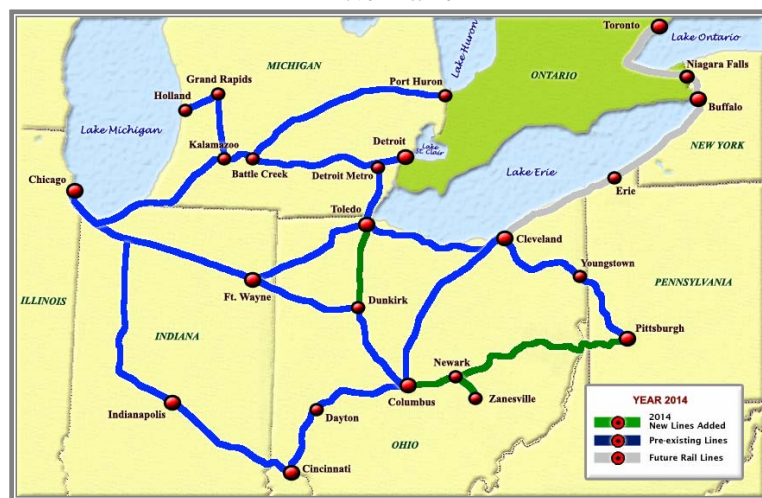 Toronto
Lake Ontario
Lake Huron
MICHIGAN
Grand Rapids
Port Huron
ONTARIO
Niagara Falls
Holland
Buffalo
Lake Michigan
Kalamazoo
Battle Creek
Detroit
Lake
St. Clair
Detroit Metro
NEW YORK
Lake Erie
Chicago
Erie
Toledo
Cleveland
Youngstown
PENNSYLVANIA
ILLINOIS
Ft. Wayne
Dunkirk
INDIANA
Pittsburgh
Newark
Columbus
Zanesville
Indianapolis
Dayton
OHIO
Cincinnati
YEAR 2014
2014
New Lines Added
Pre-existing Lines
Future Rail Lines